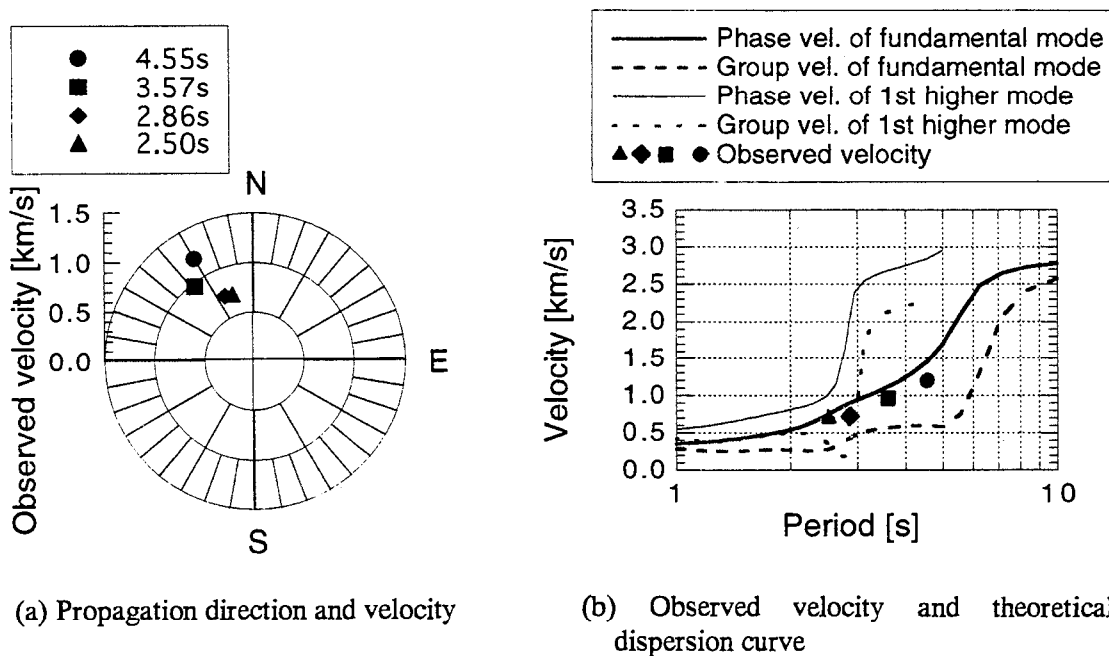 4.55s
3.57s
2.86s
2.50s
N
E
S
Observed velocity [km/s]
1.5
1.0
0.5
0.0
(a) Propagation direction and velocity
Phase vel. of fundamental mode
Group vel. of fundamental mode
Phase vel. of 1st higher mode
Group vel. of 1st higher mode
Observed velocity
Velocity [km/s]
3.5
3.0
2.5
2.0
1.5
1.0
0.5
0.0
1
10
Period [s]
(b) Observed velocity and theoretical
dispersion curve